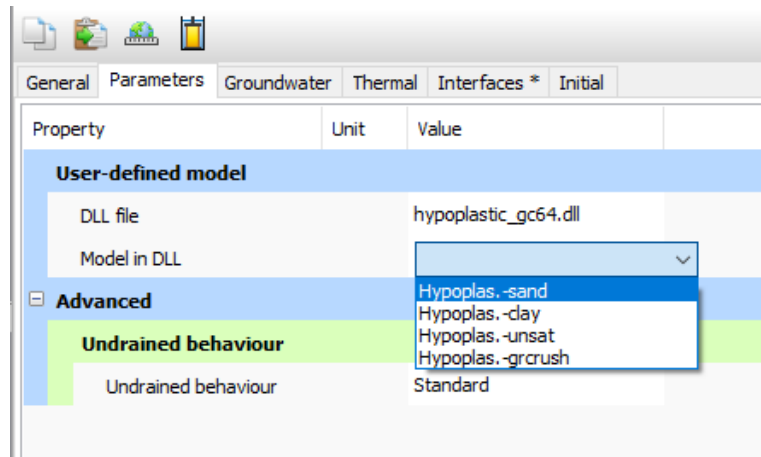 General Parameters Groundwater Thermal Interfaces * Initial
Property Unit Value
User-defined model
DLL file hypoplastic_gc64.dll
Model in DLL
Hypoplas.-sand
Advanced
Hypoplas.-clay
Hypoplas.-unsat
Undrained behaviour
Hypoplas.-grcrush
Undrained behaviour Standard